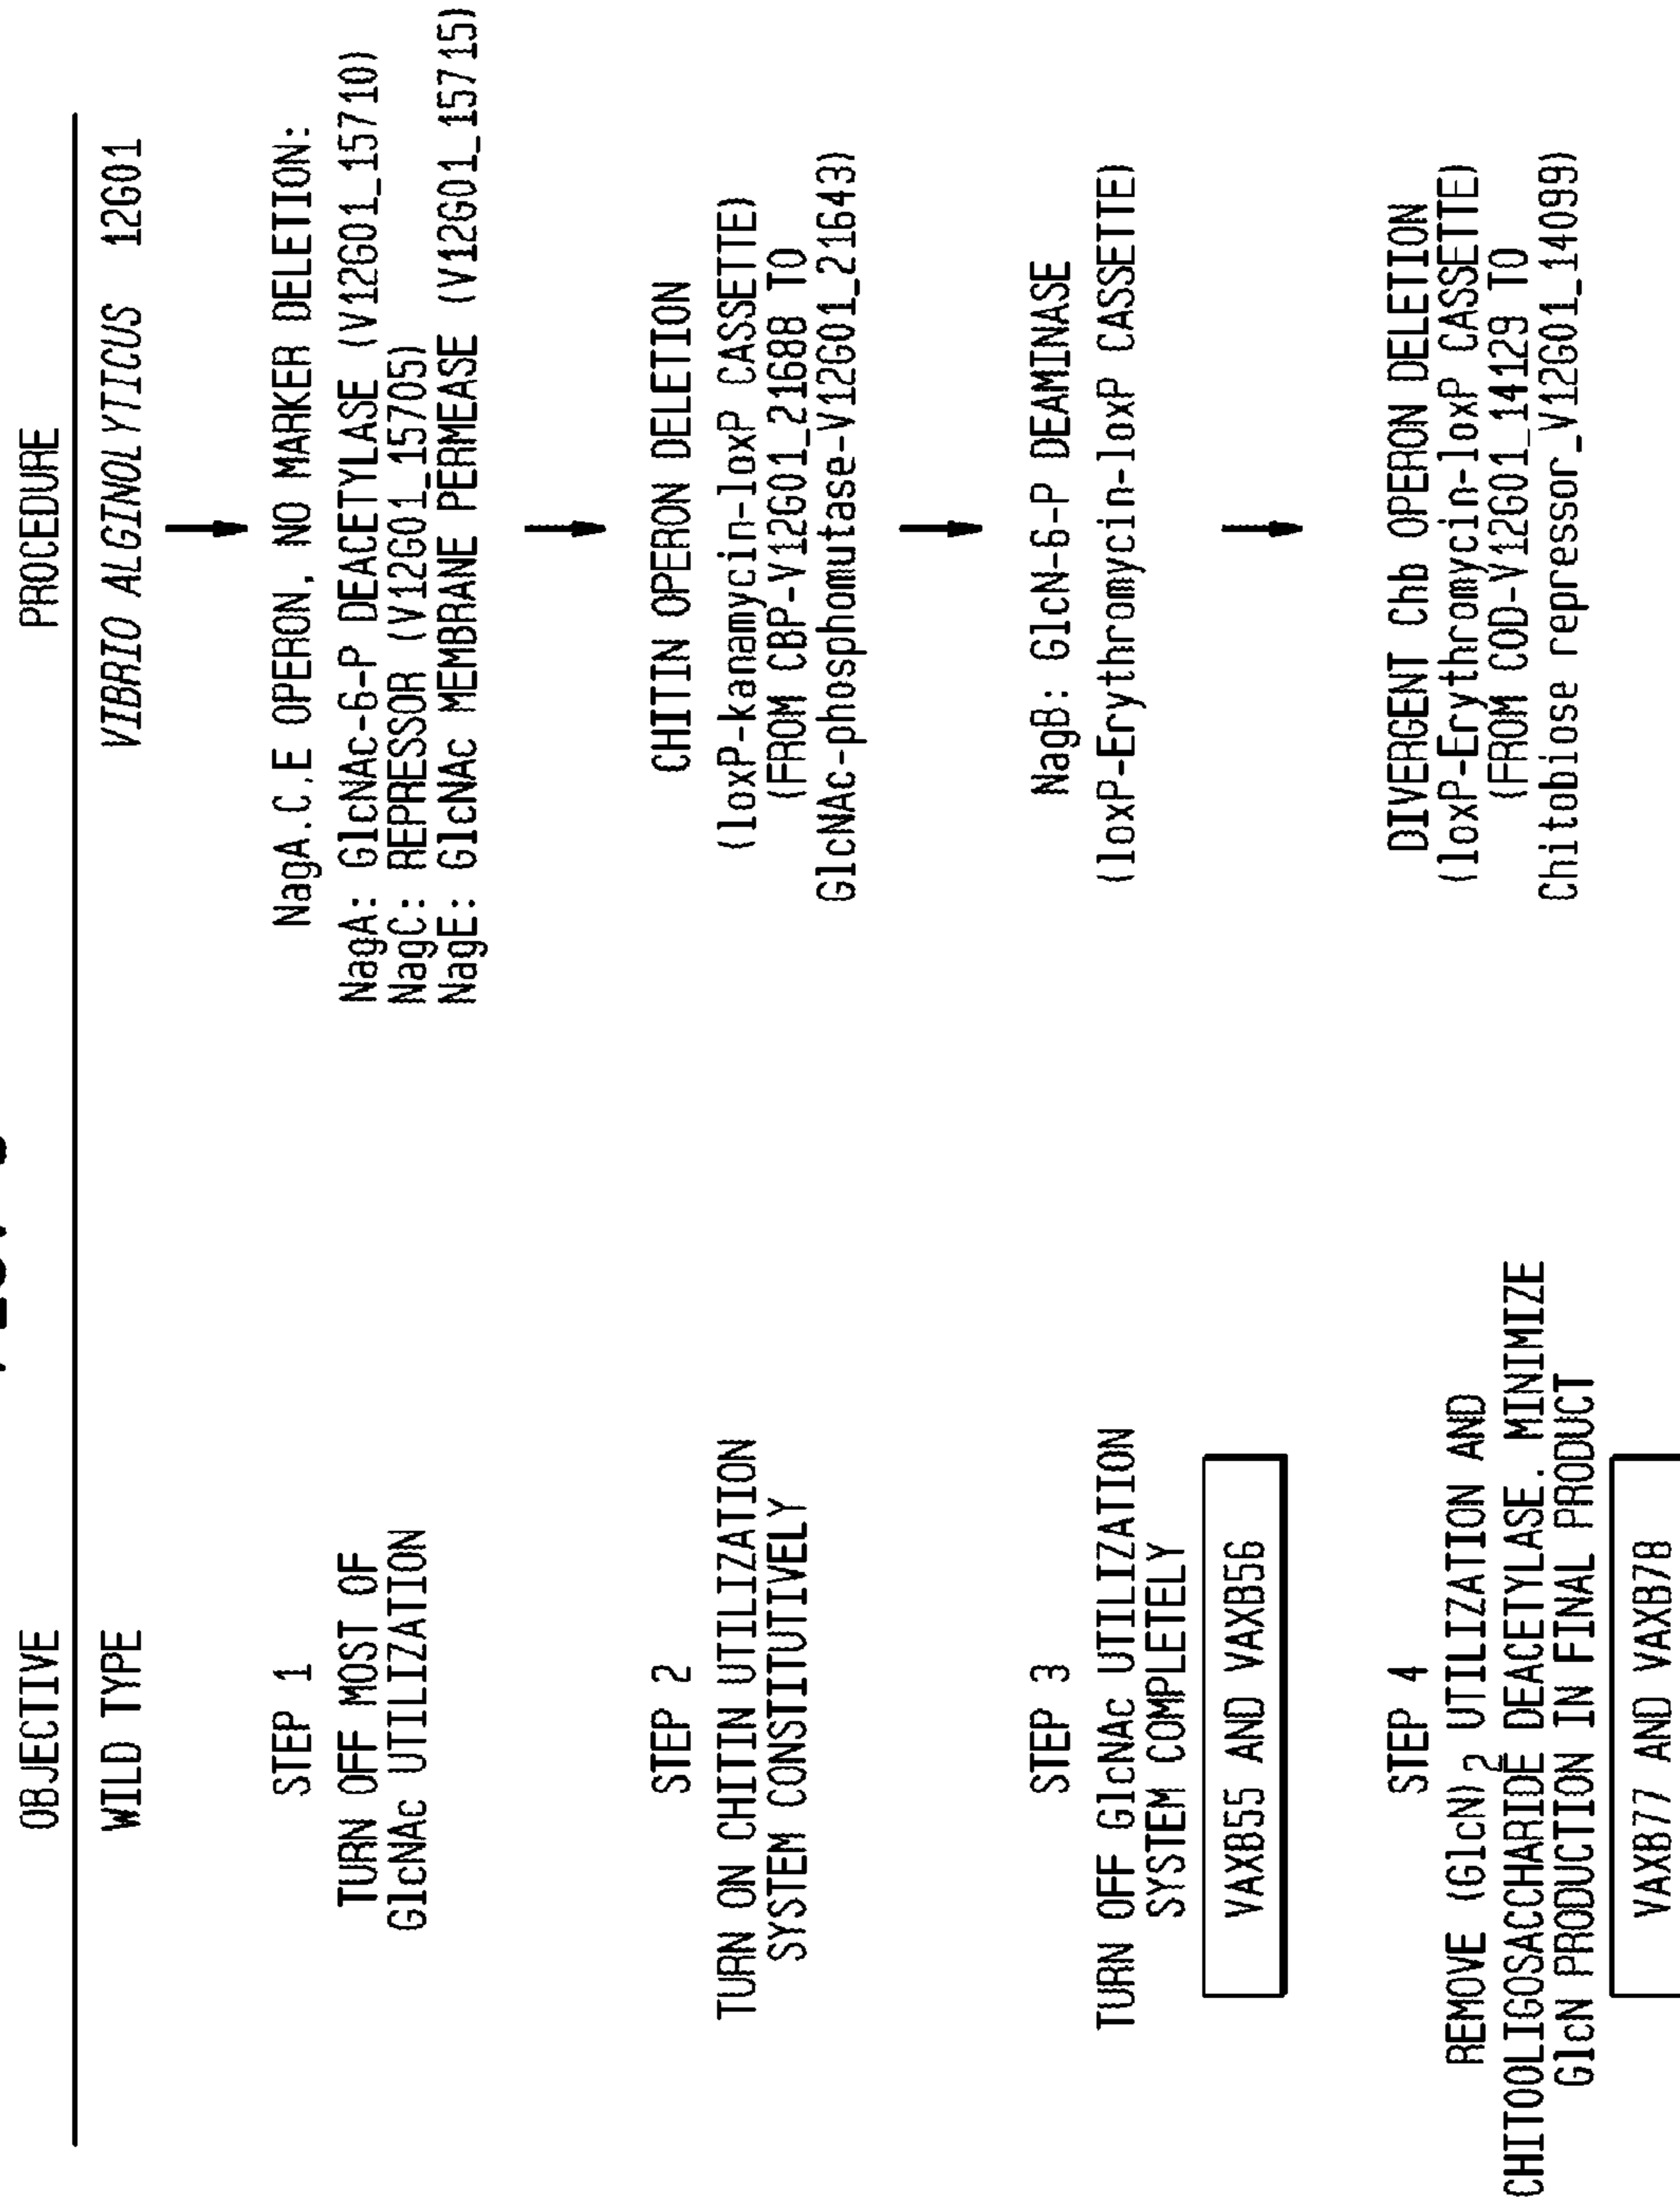 OBJECTIVE PROCEDURE
WILD TYPE VIBRIO ALGINOLYTICUS 12G01
STEP 1
TURN OFF MOST OF
GlcNAc UTILIZATION
NagA,C,E OPERON, NO MARKER DELETION:
NagA: GlcNAc-6-P DEACETYLASE (V12G01_15710)
NagC: REPRESSOR (V12G01_15705)
NagE: GlcNAc MEMBRANE PERMEASE (V12G01_15715)
STEP 2
TURN ON CHITIN UTILIZATION
SYSTEM CONSTITUTIVELY
CHITIN OPERON DELETION
(loxP-kanamycin-loxP CASSETTE)
(FROM CBP-V12G01_21688 TO
GlcNAc-phosphomutase-V12G01_21643)
STEP 3
TURN OFF GlcNAc UTILIZATION
SYSTEM COMPLETELY
VAXB55 AND VAXB56
NagB: GlcN-6-P DEAMINASE
(loxP-Erythromycin-loxP CASSETTE)
STEP 4
REMOVE (GlcN)2 UTILIZATION AND
CHITOOLIGOSACCHARIDE DEACETYLASE. MINIMIZE
GlcN PRODUCTION IN FINAL PRODUCT
VAXB77 AND VAXB78
DIVERGENT Chb OPERON DELETION
(loxP-Erythromycin-loxP CASSETTE)
(FROM COD-V12G01_14129 TO
Chitobiose repressor_V12G01_14099)